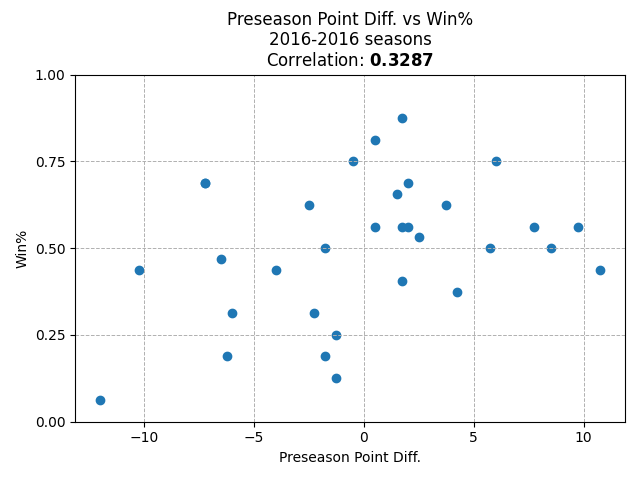 Preseason Point Diff. vs Win%
2016-2016 seasons
Correlation: 0.3287
1.00
0.75
0.50
0.25
0.00
Win%
−10
−5
0
5
10
Preseason Point Diff.